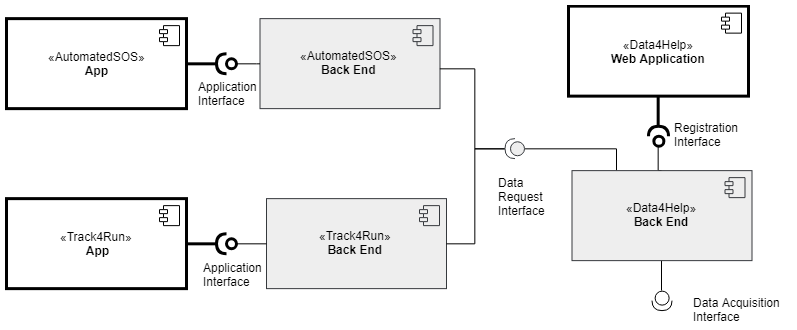 «AutomatedSOS»
App
Application
Interface
«AutomatedSOS»
Back End
«Data4Help»
Web Application
Registration
Interface
Data
Request
Interface
«Track4Run»
App
Application
Interface
«Track4Run»
Back End
«Data4Help»
Back End
Data Acquisition
Interface